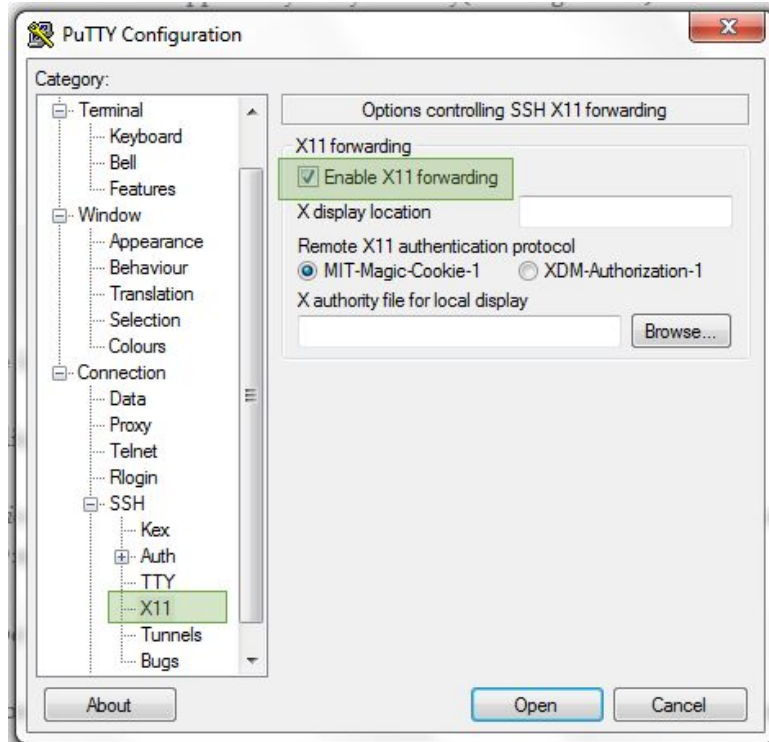 PuTTY Configuration
Category:
Terminal
Keyboard
Bell
Features
Window
Appearance
Behaviour
Translation
Selection
Colours
Connection
Data
Proxy
Telnet
Rlogin
SSH
Kex
Auth
TTY
X11
Tunnels
Bugs
Options controlling SSH X11 forwarding
X11 forwarding
Enable X11 forwarding
X display location
Remote X11 authentication protocol
MIT-Magic-Cookie-1 XDM-Authorization-1
X authority file for local display
Browse...
About Open Cancel